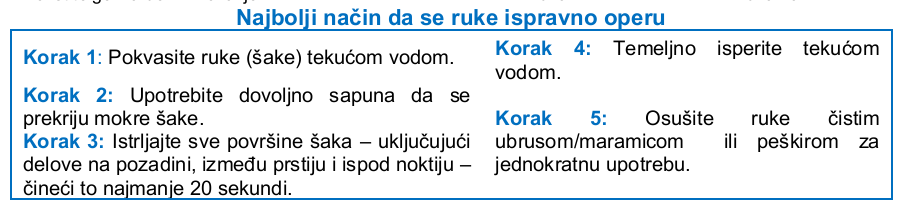 Najbolji način da se ruke ispravno operu
Korak 1: Pokvasite ruke (šake) tekućom vodom.
Korak 2: Upotrebite dovoljno sapuna da se
prekriju mokre šake.
Korak 3: Istrljajte sve površine šaka – uključujući
delove na pozadini, između prstiju i ispod noktiju –
čineći to najmanje 20 sekundi.
Korak 4: Temeljno isperite tekućom
vodom.
Korak 5: Osušite ruke čistim
ubrusom/maramicom ili peškirom za
jednokratnu upotrebu.